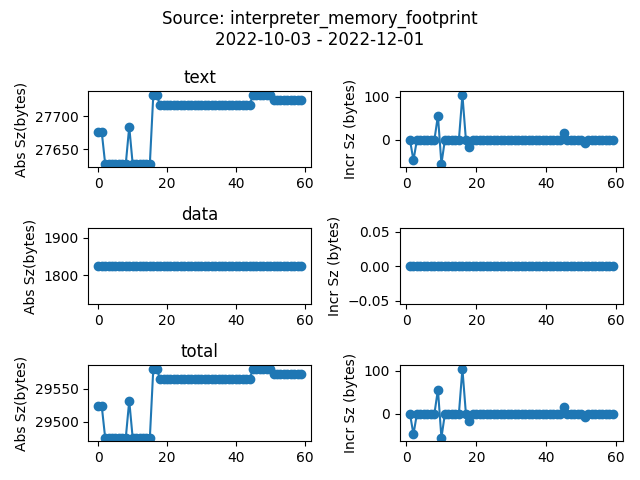 Source: interpreter_memory_footprint
2022-10-03 - 2022-12-01
text
Abs Sz(bytes)
27700
27650
0 20 40 60
Incr Sz (bytes)
100
0
0 20 40 60
data
Abs Sz(bytes)
1900
1800
0 20 40 60
Incr Sz (bytes)
0.05
0.00
−0.05
0 20 40 60
total
Abs Sz(bytes)
29550
29500
0 20 40 60
Incr Sz (bytes)
100
0
0 20 40 60